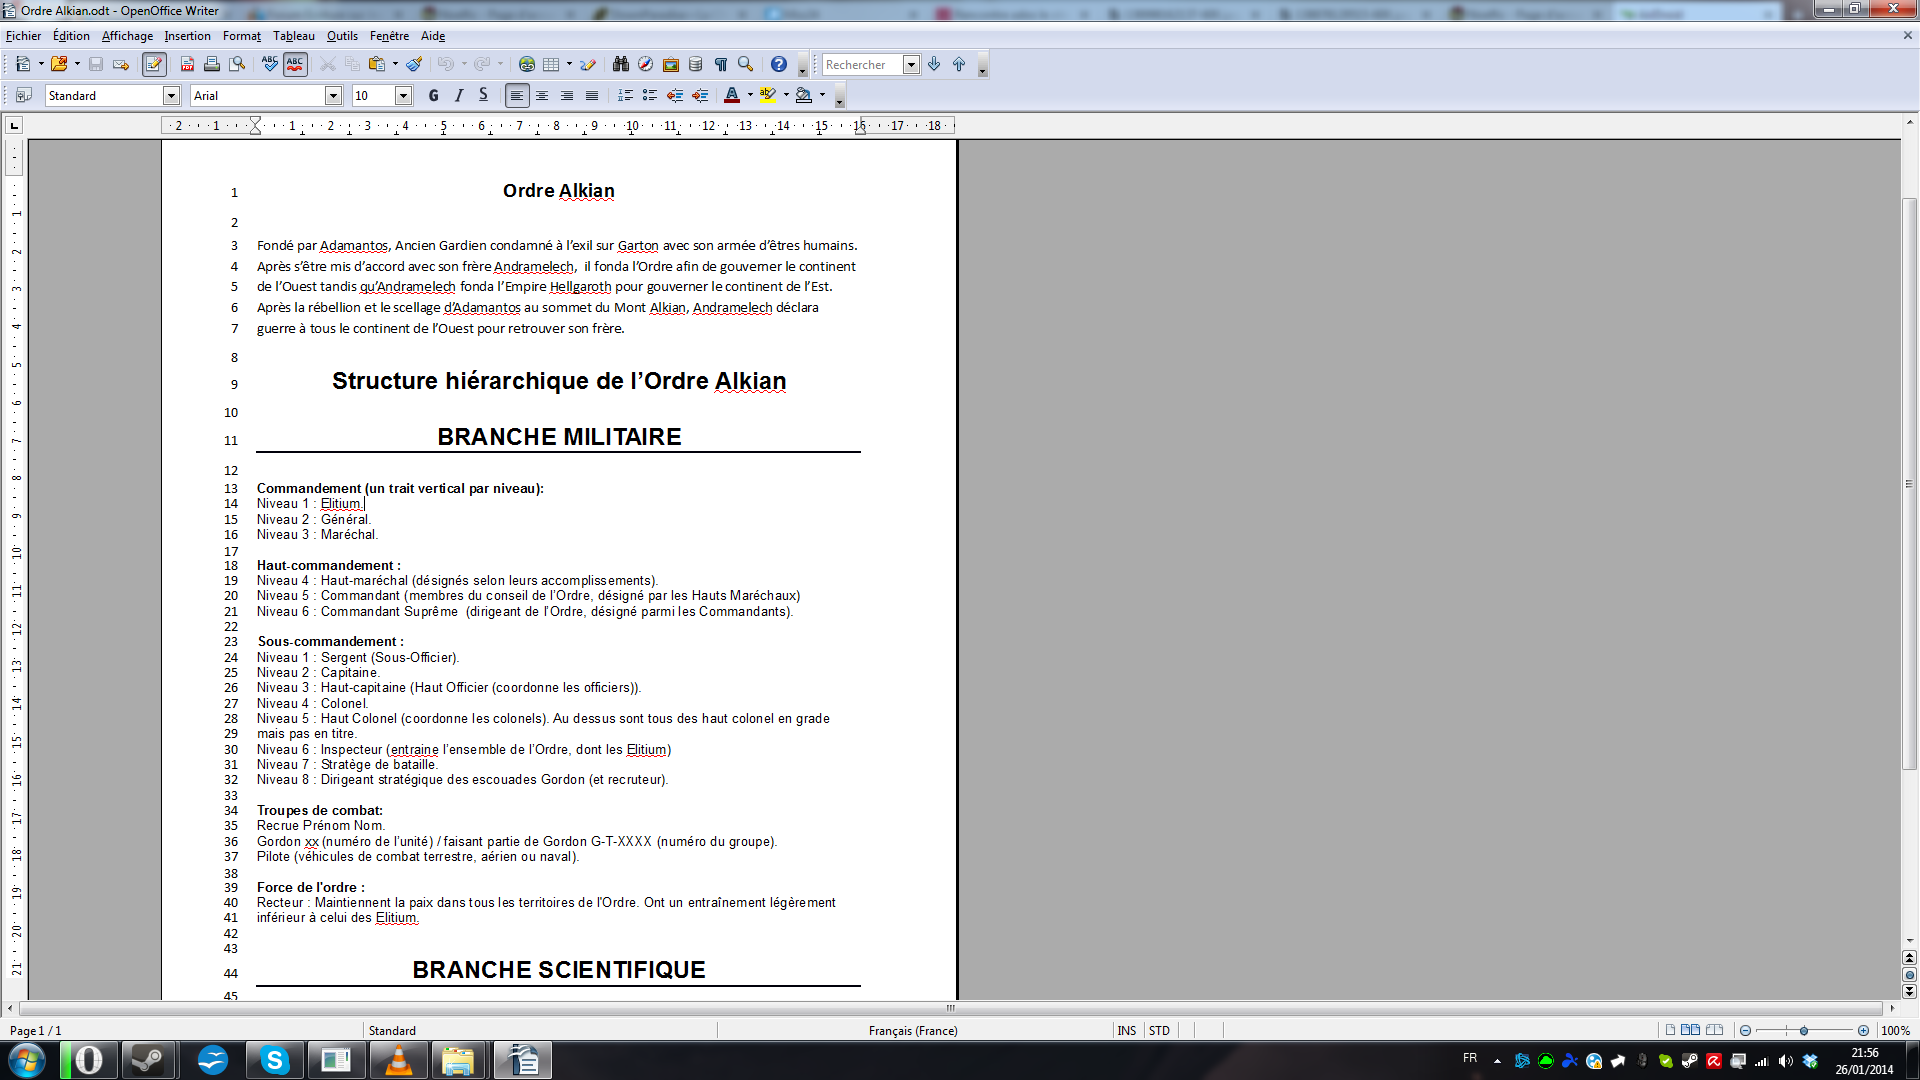 Ordre Alkian.odt - OpenOffice Writer
Fichier Édition Affichage Insertion Format Tableau Outils Fenêtre Aide
Rechercher
Standard Arial 10 G I S
2 1 1 2 3 4 5 6 7 8 9 10 11 12 13 14 15 16 17 18
1 Ordre Alkian
2
3 Fondé par Adamantos, Ancien Gardien condamné à l’exil sur Garton avec son armée d’êtres humains.
4 Après s’être mis d’accord avec son frère Andramelech,  il fonda l’Ordre afin de gouverner le continent
5 de l’Ouest tandis qu’Andramelech fonda l’Empire Hellgaroth pour gouverner le continent de l’Est.
6 Après la rébellion et le scellage d’Adamantos au sommet du Mont Alkian, Andramelech déclara
7 guerre à tous le continent de l’Ouest pour retrouver son frère.
8
9 Structure hiérarchique de l’Ordre Alkian
10
11 BRANCHE MILITAIRE
12
13 Commandement (un trait vertical par niveau):
14 Niveau 1 : Elitium.
15 Niveau 2 : Général.
16 Niveau 3 : Maréchal.
17
18 Haut-commandement :
19 Niveau 4 : Haut-maréchal (désignés selon leurs accomplissements).
20 Niveau 5 : Commandant (membres du conseil de l’Ordre, désigné par les Hauts Maréchaux)
21 Niveau 6 : Commandant Suprême  (dirigeant de l’Ordre, désigné parmi les Commandants).
22
23 Sous-commandement :
24 Niveau 1 : Sergent (Sous-Officier).
25 Niveau 2 : Capitaine.
26 Niveau 3 : Haut-capitaine (Haut Officier (coordonne les officiers)).
27 Niveau 4 : Colonel.
28 Niveau 5 : Haut Colonel (coordonne les colonels). Au dessus sont tous des haut colonel en grade
29 mais pas en titre.
30 Niveau 6 : Inspecteur (entraine l’ensemble de l’Ordre, dont les Elitium)
31 Niveau 7 : Stratège de bataille.
32 Niveau 8 : Dirigeant stratégique des escouades Gordon (et recruteur).
33
34 Troupes de combat:
35 Recrue Prénom Nom.
36 Gordon xx (numéro de l’unité) / faisant partie de Gordon G-T-XXXX (numéro du groupe).
37 Pilote (véhicules de combat terrestre, aérien ou naval).
38
39 Force de l'ordre :
40 Recteur : Maintiennent la paix dans tous les territoires de l'Ordre. Ont un entraînement légèrement
41 inférieur à celui des Elitium.
42
43
44 BRANCHE SCIENTIFIQUE
45
Page 1 / 1 Standard Français (France) INS STD 100%
FR 21:56
26/01/2014